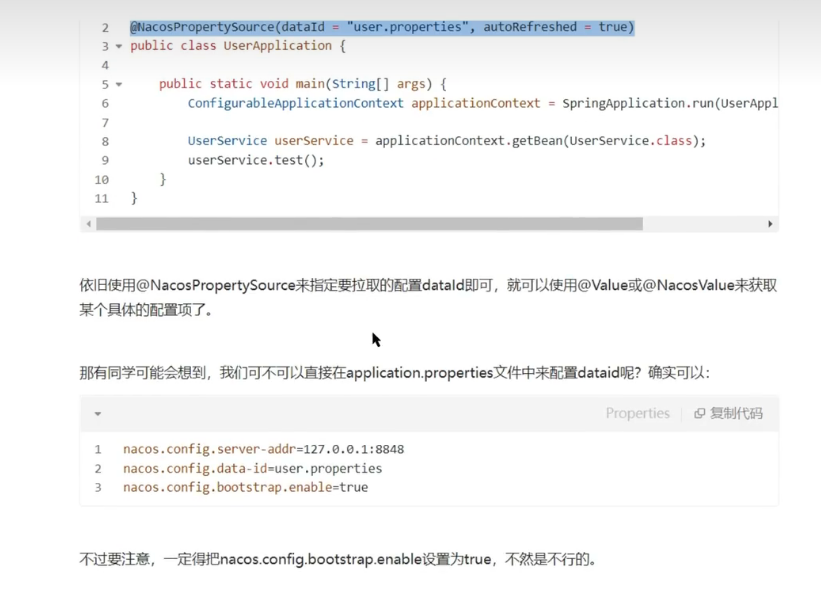 2 @NacosPropertySource(dataId = "user.properties", autoRefreshed = true)
3 public class UserApplication {
4
5 public static void main(String[] args) {
6 ConfigurableApplicationContext applicationContext = SpringApplication.run(UserAppl
7
8 UserService userService = applicationContext.getBean(UserService.class);
9 userService.test();
10 }
11 }
依旧使用@NacosPropertySource来指定要拉取的配置dataId即可，就可以使用@Value或@NacosValue来获取
某个具体的配置项了。
那有同学可能会想到，我们可不可以直接在application.properties文件中来配置dataid呢？确实可以：
Properties 复制代码
1 nacos.config.server-addr=127.0.0.1:8848
2 nacos.config.data-id=user.properties
3 nacos.config.bootstrap.enable=true
不过要注意，一定得把nacos.config.bootstrap.enable设置为true，不然是不行的。